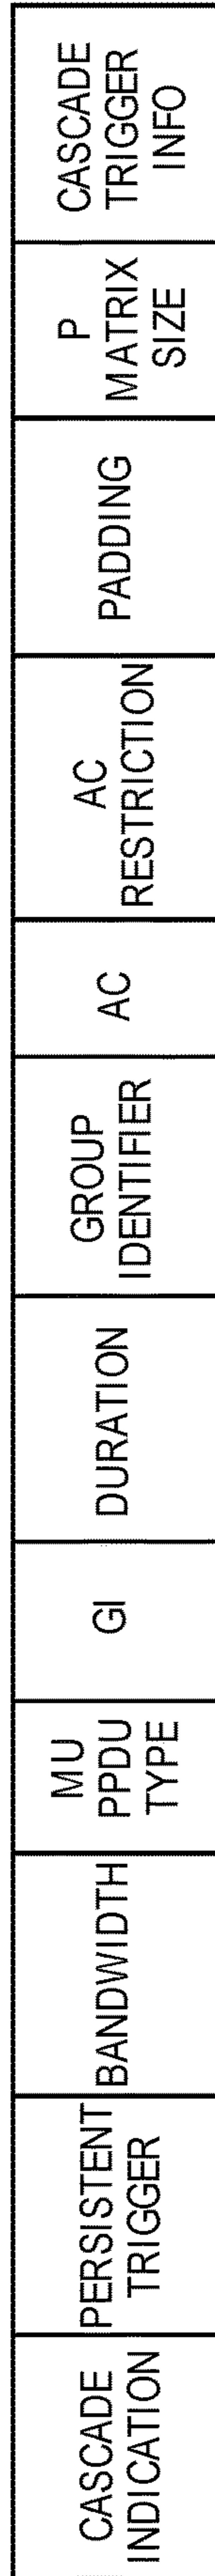 CASCADE
INDICATION
PERSISTENT
TRIGGER
BANDWIDTH
MU
PPDU
TYPE
GI
DURATION
GROUP
IDENTIFIER
AC
AC
RESTRICTION
PADDING
P
MATRIX
SIZE
CASCADE
TRIGGER
INFO